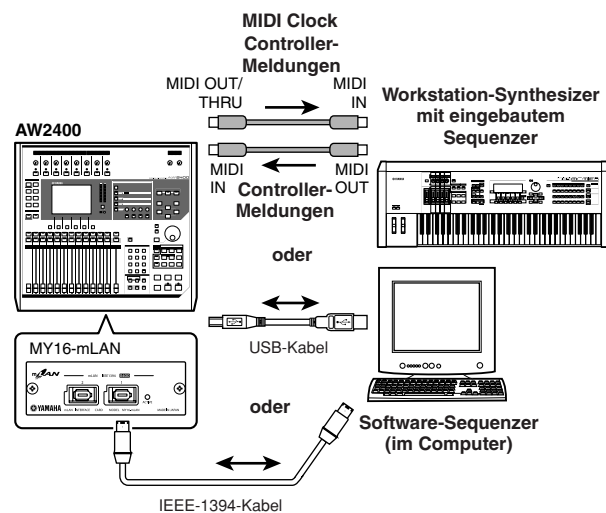 MIDI Clock
Controller-
Meldungen
MIDI OUT/
THRU
MIDI
IN
Workstation-Synthesizer
mit eingebautem
Sequenzer
AW2400
MIDI
IN
Controller-
Meldungen
MIDI
OUT
oder
USB-Kabel
MY16-mLAN
mLAN
YAMAHA
oder
Software-Sequenzer
(im Computer)
IEEE-1394-Kabel